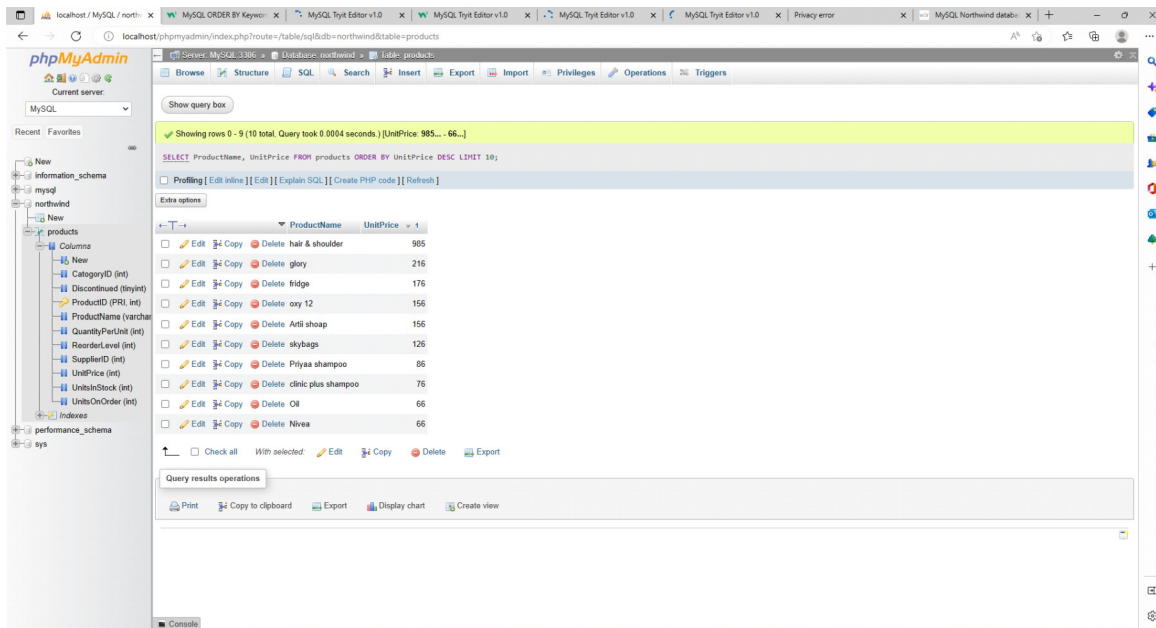 localhost / MySQL / northw
MySQL ORDER BY Keywor
MySQL Tryit Editor v1.0
MySQL Tryit Editor v1.0
MySQL Tryit Editor v1.0
MySQL Tryit Editor v1.0
Privacy error
MySQL Northwind databa
localhost/phpmyadmin/index.php?route=/table/sql&db=northwind&table=products
phpMyAdmin
Current server:
MySQL
Recent Favorites
New
information_schema
mysql
northwind
New
products
Columns
New
CatogoryID (int)
Discontinued (tinyint)
ProductID (PRI, int)
ProductName (varchar
QuantityPerUnit (int)
ReorderLevel (int)
SupplierID (int)
UnitPrice (int)
UnitsInStock (int)
UnitsOnOrder (int)
Indexes
performance_schema
sys
Server: MySQL:3306 » Database: northwind » Table: products
Browse Structure SQL Search Insert Export Import Privileges Operations Triggers
Show query box
Showing rows 0 - 9 (10 total, Query took 0.0004 seconds.) [UnitPrice: 985... - 66...]
SELECT ProductName, UnitPrice FROM products ORDER BY UnitPrice DESC LIMIT 10;
Profiling [ Edit inline ] [ Edit ] [ Explain SQL ] [ Create PHP code ] [ Refresh ]
Extra options
←T→ ProductName UnitPrice 1
Edit Copy Delete hair & shoulder 985
Edit Copy Delete glory 216
Edit Copy Delete fridge 176
Edit Copy Delete oxy 12 156
Edit Copy Delete Artii shoap 156
Edit Copy Delete skybags 126
Edit Copy Delete Priyaa shampoo 86
Edit Copy Delete clinic plus shampoo 76
Edit Copy Delete Oil 66
Edit Copy Delete Nivea 66
Check all With selected: Edit Copy Delete Export
Query results operations
Print Copy to clipboard Export Display chart Create view
Console